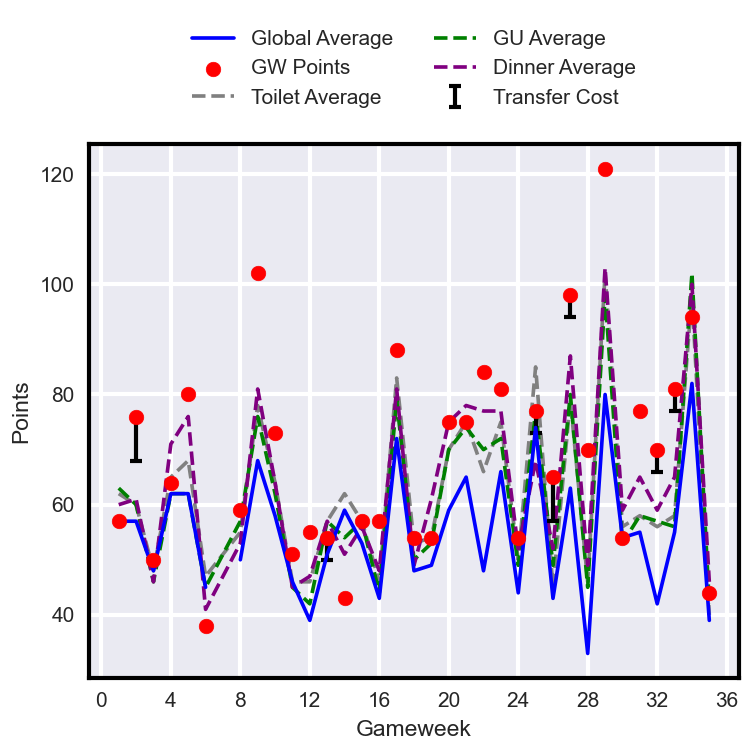 Global Average
GW Points
Toilet Average
GU Average
Dinner Average
Transfer Cost
Points
120
100
80
60
40
0 4 8 12 16 20 24 28 32 36
Gameweek